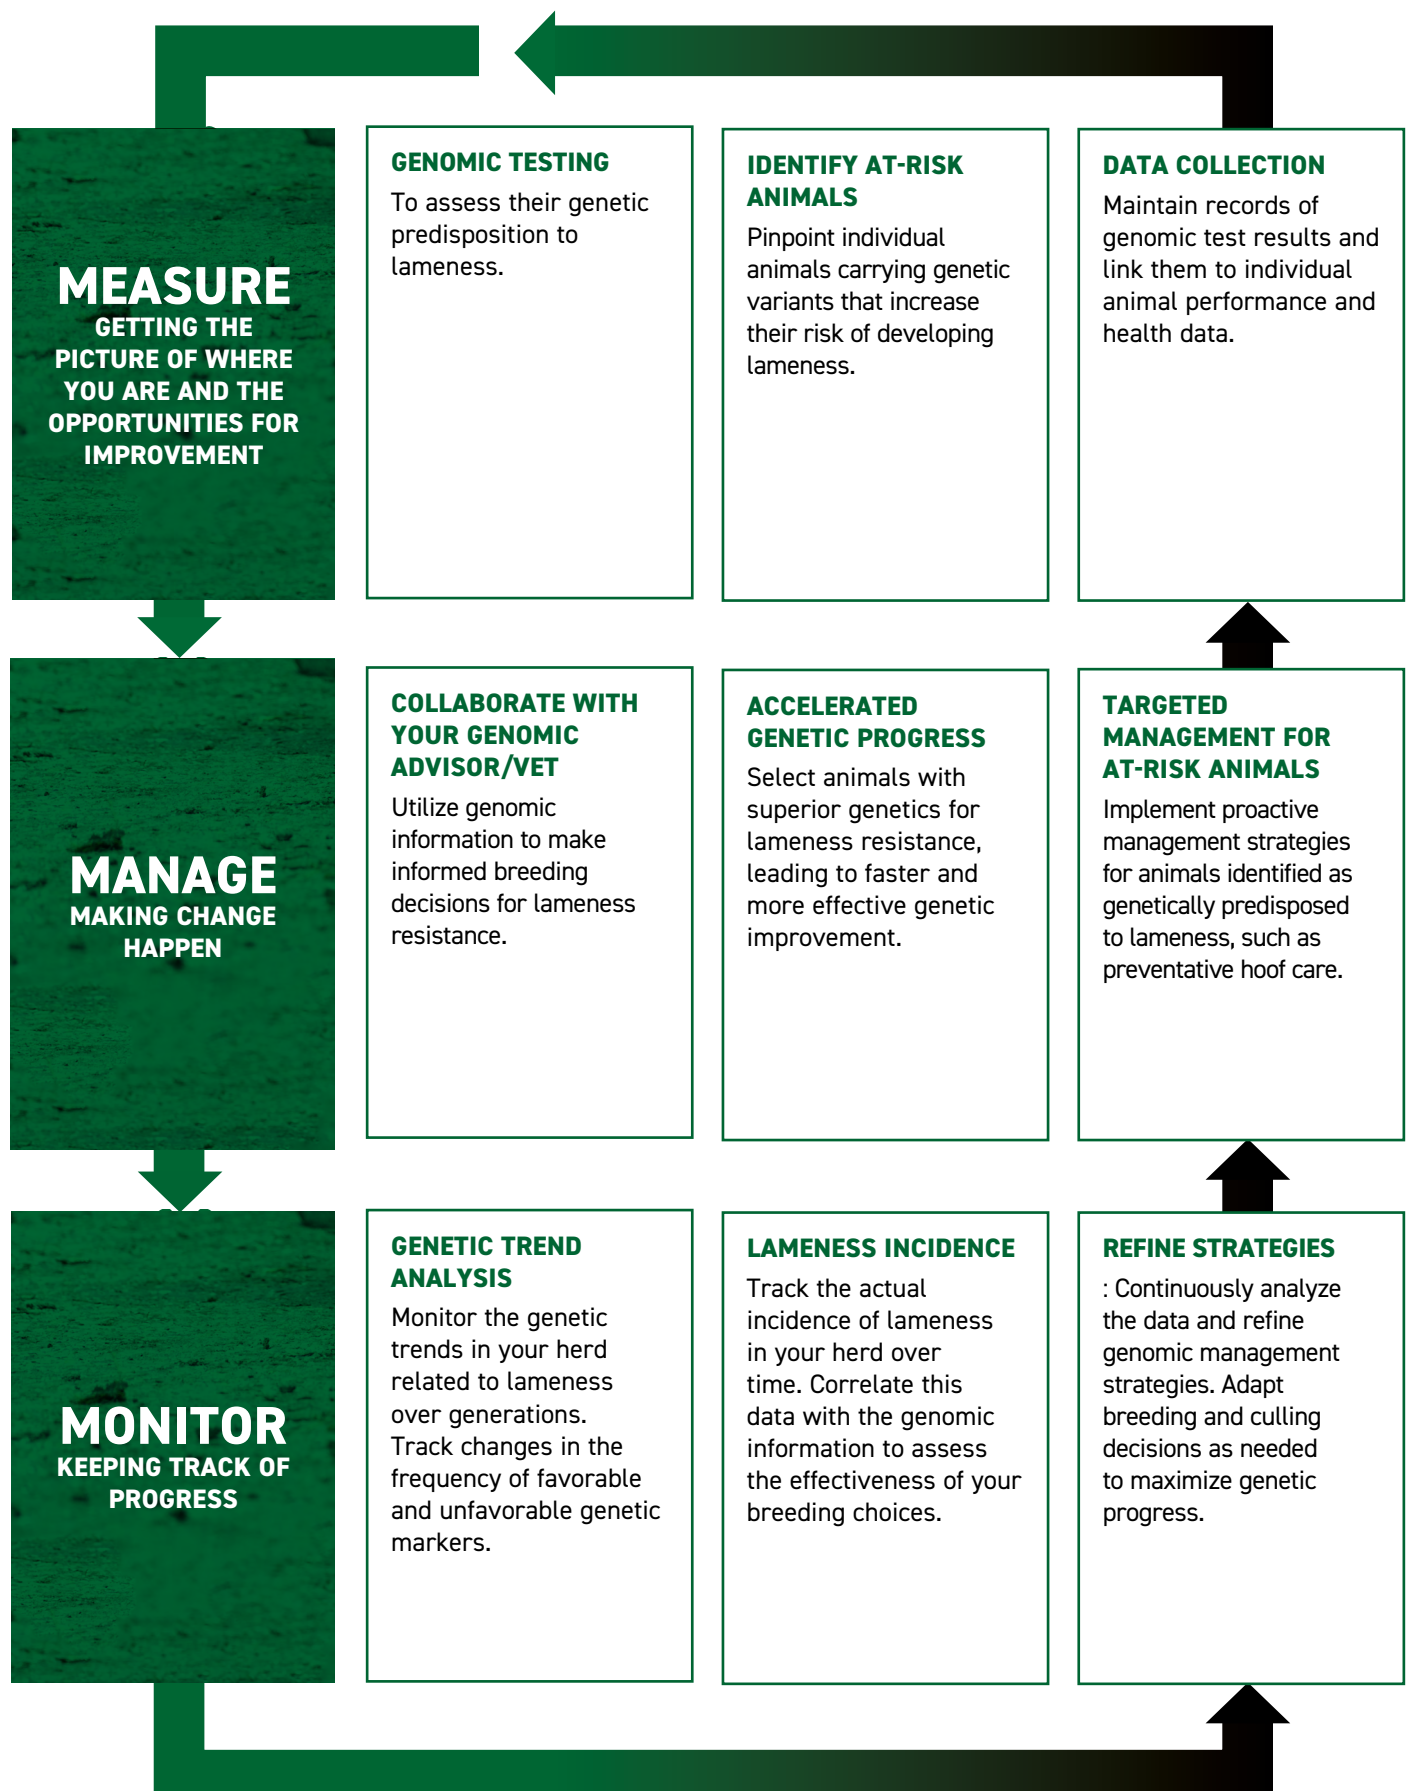 MEASURE
GETTING THE
PICTURE OF WHERE
YOU ARE AND THE
OPPORTUNITIES FOR
IMPROVEMENT
GENOMIC TESTING
To assess their genetic
predisposition to
lameness.
IDENTIFY AT-RISK
ANIMALS
Pinpoint individual
animals carrying genetic
variants that increase
their risk of developing
lameness.
DATA COLLECTION
Maintain records of
genomic test results and
link them to individual
animal performance and
health data.
MANAGE
MAKING CHANGE
HAPPEN
COLLABORATE WITH
YOUR GENOMIC
ADVISOR/VET
Utilize genomic
information to make
informed breeding
decisions for lameness
resistance.
ACCELERATED
GENETIC PROGRESS
Select animals with
superior genetics for
lameness resistance,
leading to faster and
more effective genetic
improvement.
TARGETED
MANAGEMENT FOR
AT-RISK ANIMALS
Implement proactive
management strategies
for animals identified as
genetically predisposed
to lameness, such as
preventative hoof care.
MONITOR
KEEPING TRACK OF
PROGRESS
GENETIC TREND
ANALYSIS
Monitor the genetic
trends in your herd
related to lameness
over generations.
Track changes in the
frequency of favorable
and unfavorable genetic
markers.
LAMENESS INCIDENCE
Track the actual
incidence of lameness
in your herd over
time. Correlate this
data with the genomic
information to assess
the effectiveness of your
breeding choices.
REFINE STRATEGIES
: Continuously analyze
the data and refine
genomic management
strategies. Adapt
breeding and culling
decisions as needed
to maximize genetic
progress.